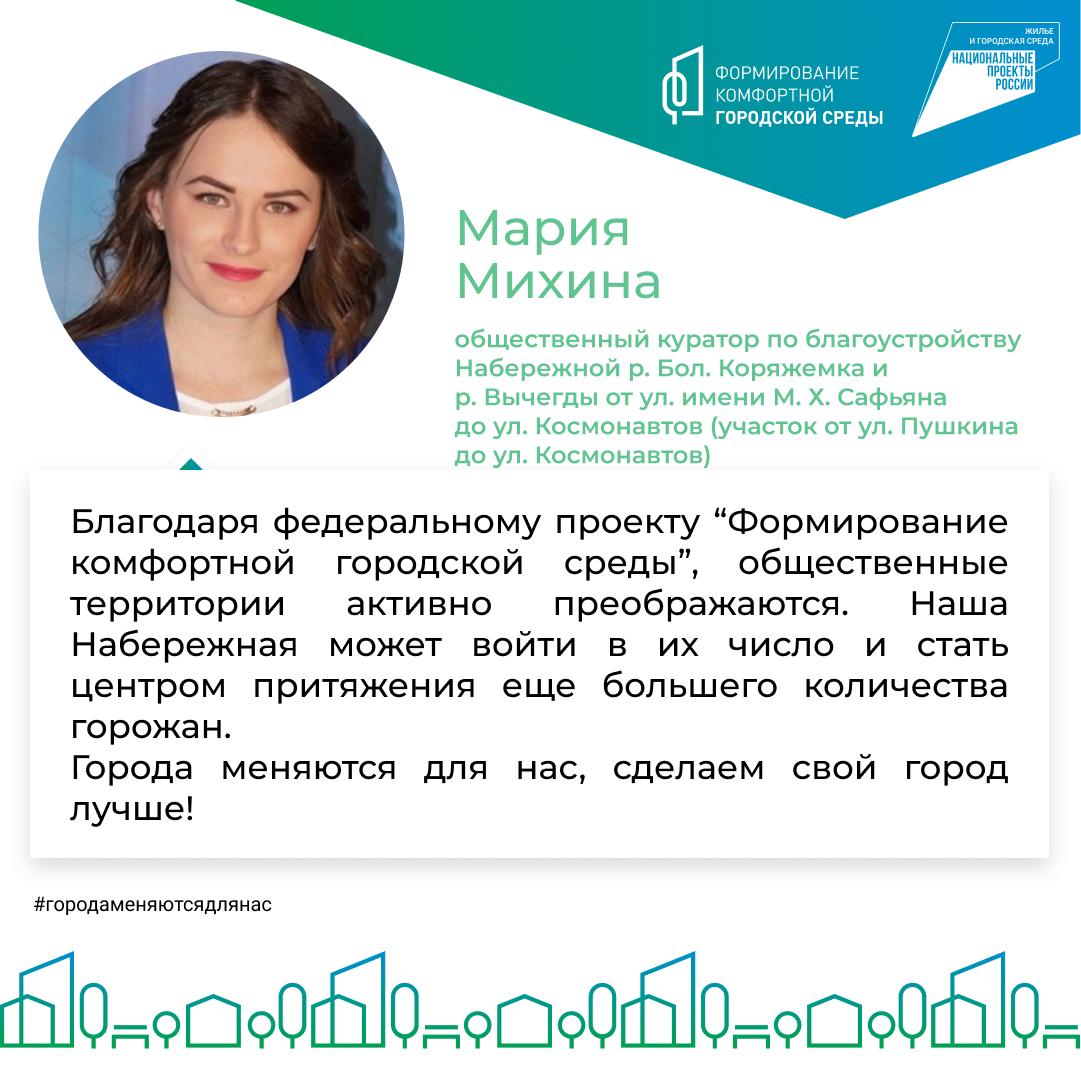 ФОРМИРОВАНИЕ
КОМФОРТНОЙ
ГОРОДСКОЙ СРЕДЫ
ЖИЛЬЕ
И ГОРОДСКАЯ СРЕДА
НАЦИОНАЛЬНЫЕ
ПРОЕКТЫ
РОССИИ
Мария
Михина
общественный куратор по благоустройству
Набережной р. Бол. Коряжемка и
р. Вычегды от ул. имени М. Х. Сафьяна
до ул. Космонавтов (участок от ул. Пушкина
до ул. Космонавтов)
Благодаря федеральному проекту “Формирование
комфортной городской среды”, общественные
территории активно преображаются. Наша
Набережная может войти в их число и стать
центром притяжения еще большего количества
горожан.
Города меняются для нас, сделаем свой город
лучше!
#городаменяютсядлянас